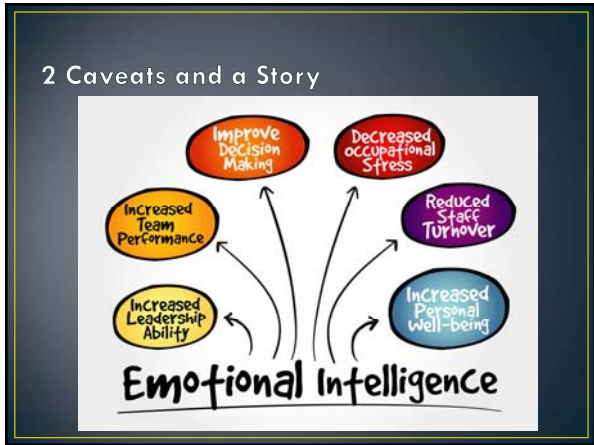 2 Caveats and a Story
Improve
Decision
Making
Decreased
occupational
Stress
Increased
Team
Performance
Reduced
Staff
Turnover
Increased
Leadership
Ability
Increased
Personal
Well-being
Emotional Intelligence